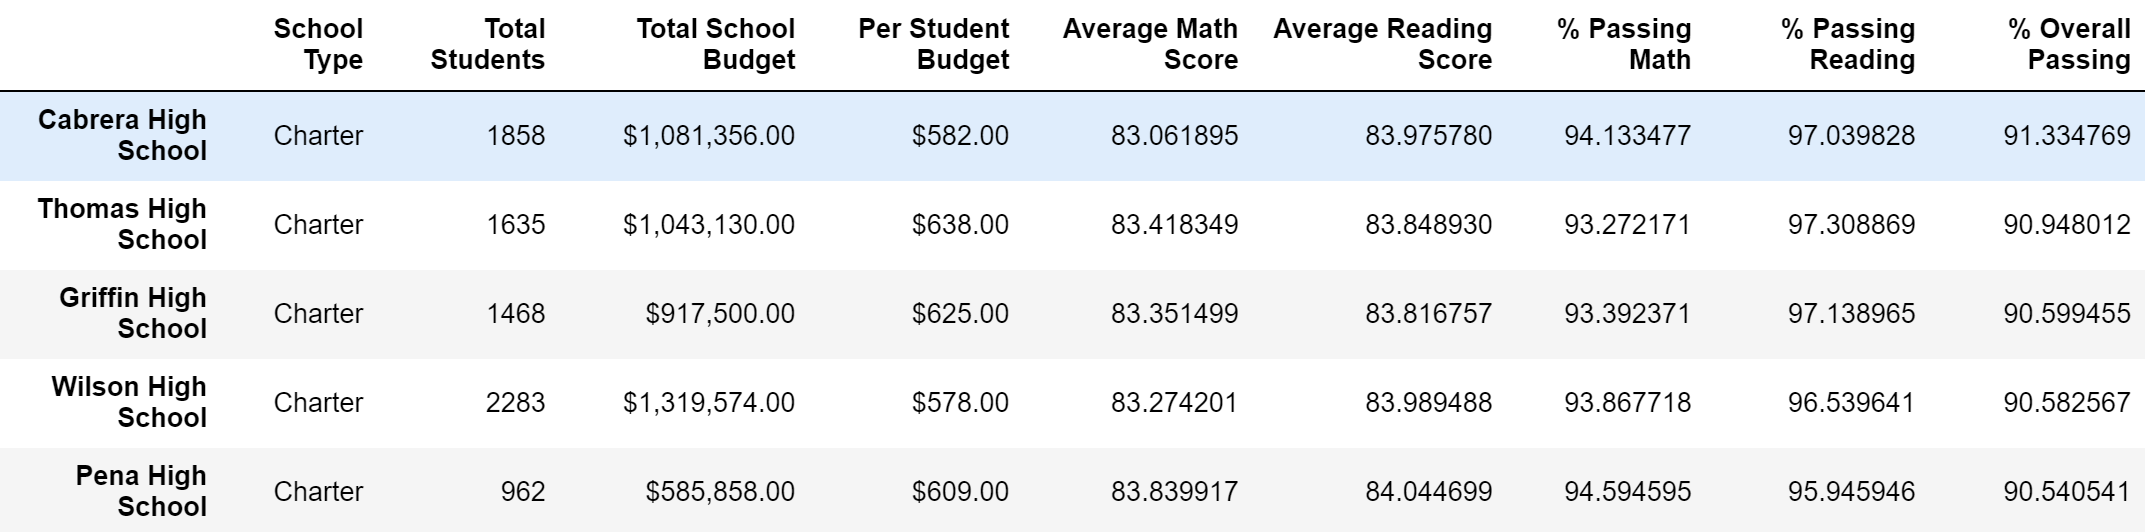 School Total Total School Per Student Average Math Average Reading % Passing % Passing % Overall
Type Students Budget Budget Score Score Math Reading Passing
Cabrera High
School Charter 1858 $1,081,356.00 $582.00 83.061895 83.975780 94.133477 97.039828 91.334769
Thomas High
School Charter 1635 $1,043,130.00 $638.00 83.418349 83.848930 93.272171 97.308869 90.948012
Griffin High
School Charter 1468 $917,500.00 $625.00 83.351499 83.816757 93.392371 97.138965 90.599455
Wilson High
School Charter 2283 $1,319,574.00 $578.00 83.274201 83.989488 93.867718 96.539641 90.582567
Pena High
School Charter 962 $585,858.00 $609.00 83.839917 84.044699 94.594595 95.945946 90.540541